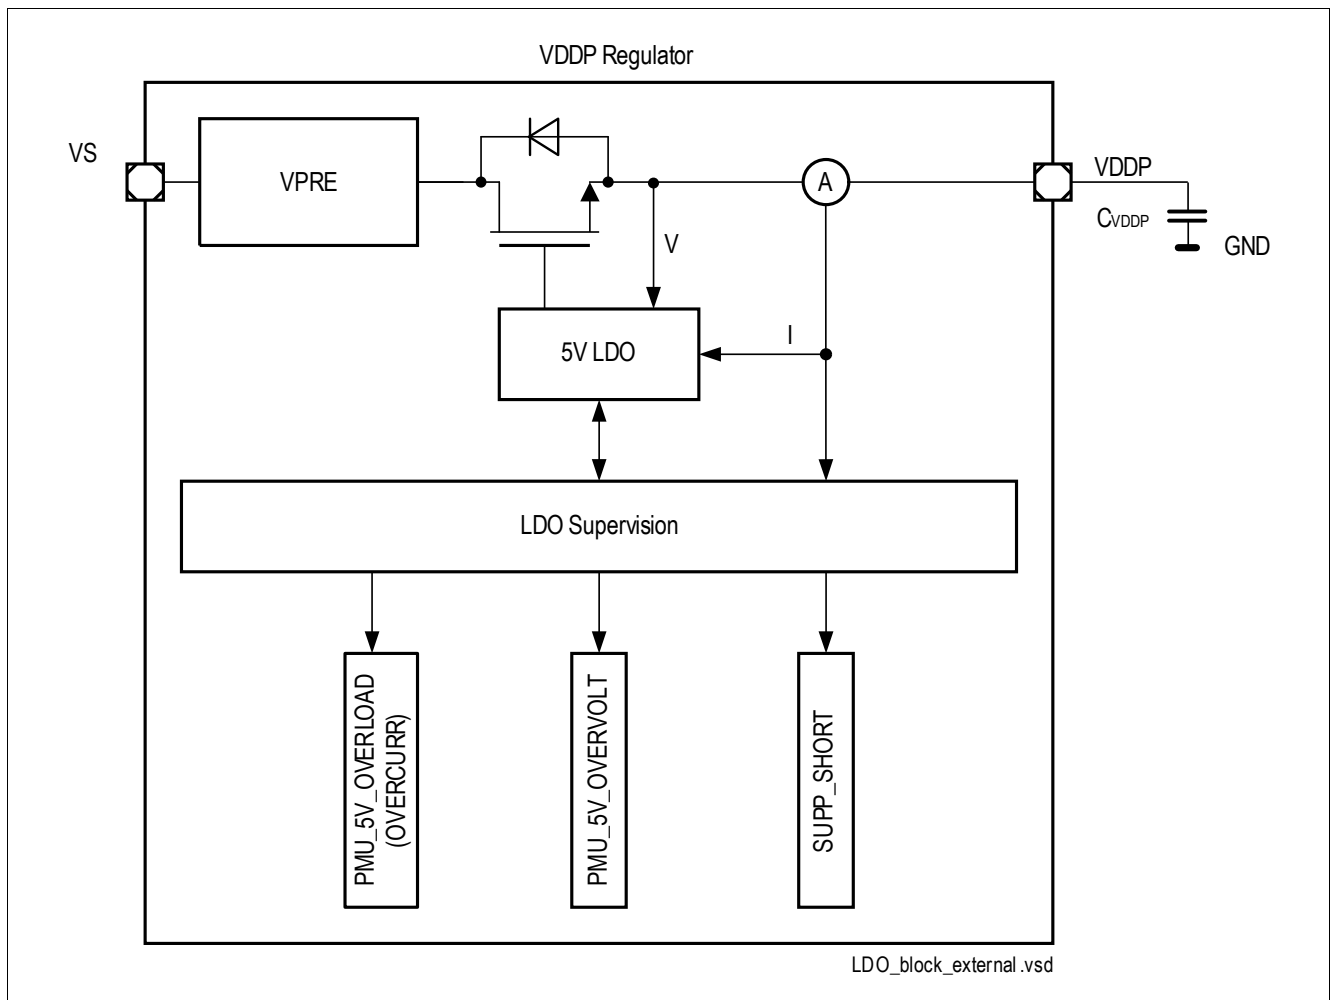 VDDP Regulator
VS
VPRE
A
VDDP
CVDDP
GND
V
I
5V LDO
LDO Supervision
PMU_5V_OVERLOAD
(OVERCURR)
PMU_5V_OVERVOLT
SUPP_SHORT
LDO_block_external.vsd